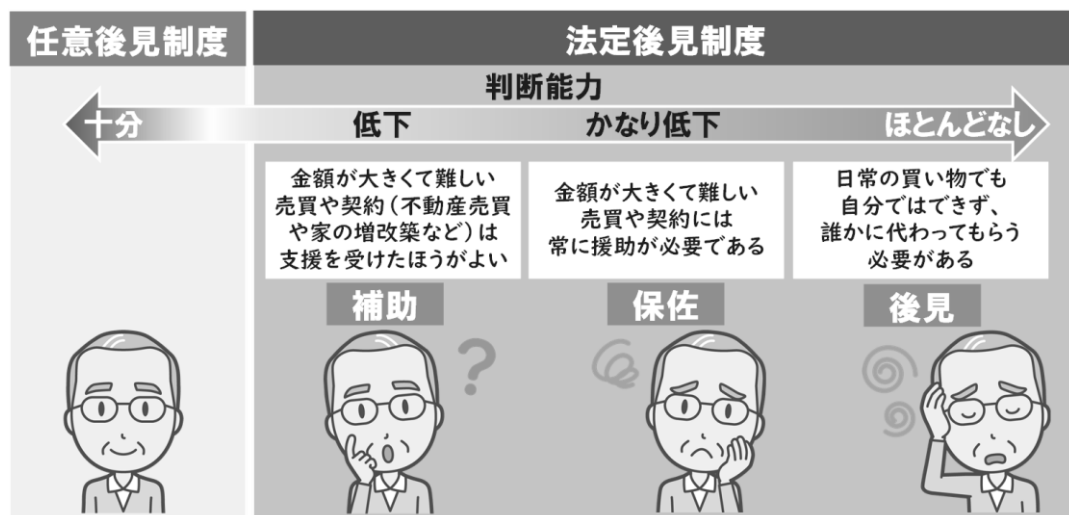 任意後見制度
法定後見制度
判断能力
十分
低下
かなり低下
ほとんどなし
金額が大きくて難しい
売買や契約(不動産売買
や家の増改築など)は
支援を受けたほうがよい
金額が大きくて難しい
売買や契約には
常に援助が必要である
日常の買い物でも
自分ではできず、
誰かに代わってもらう
必要がある
補助
保佐
後見
?